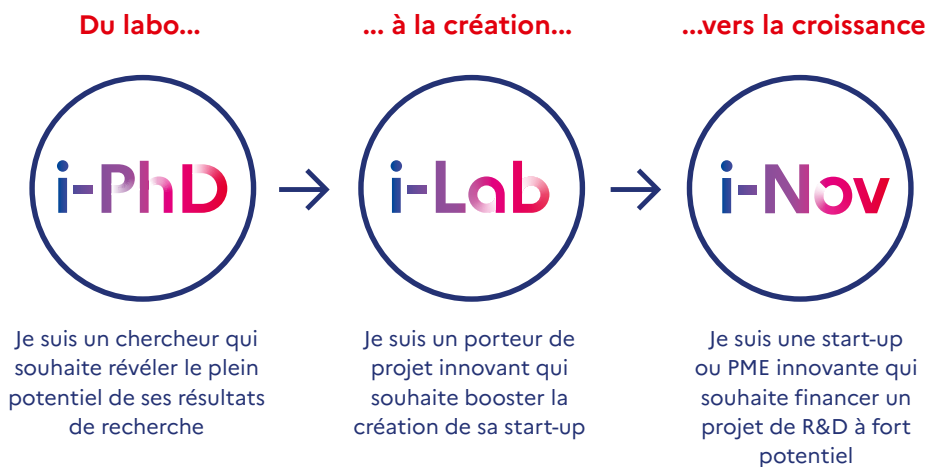 Du labo...
i-PhD
Je suis un chercheur qui
souhaite révéler le plein
potentiel de ses résultats
de recherche
... à la création...
i-Lab
Je suis un porteur de
projet innovant qui
souhaite booster la
création de sa start-up
...vers la croissance
i-Nov
Je suis une start-up
ou PME innovante qui
souhaite financer un
projet de R&D à fort
potentiel